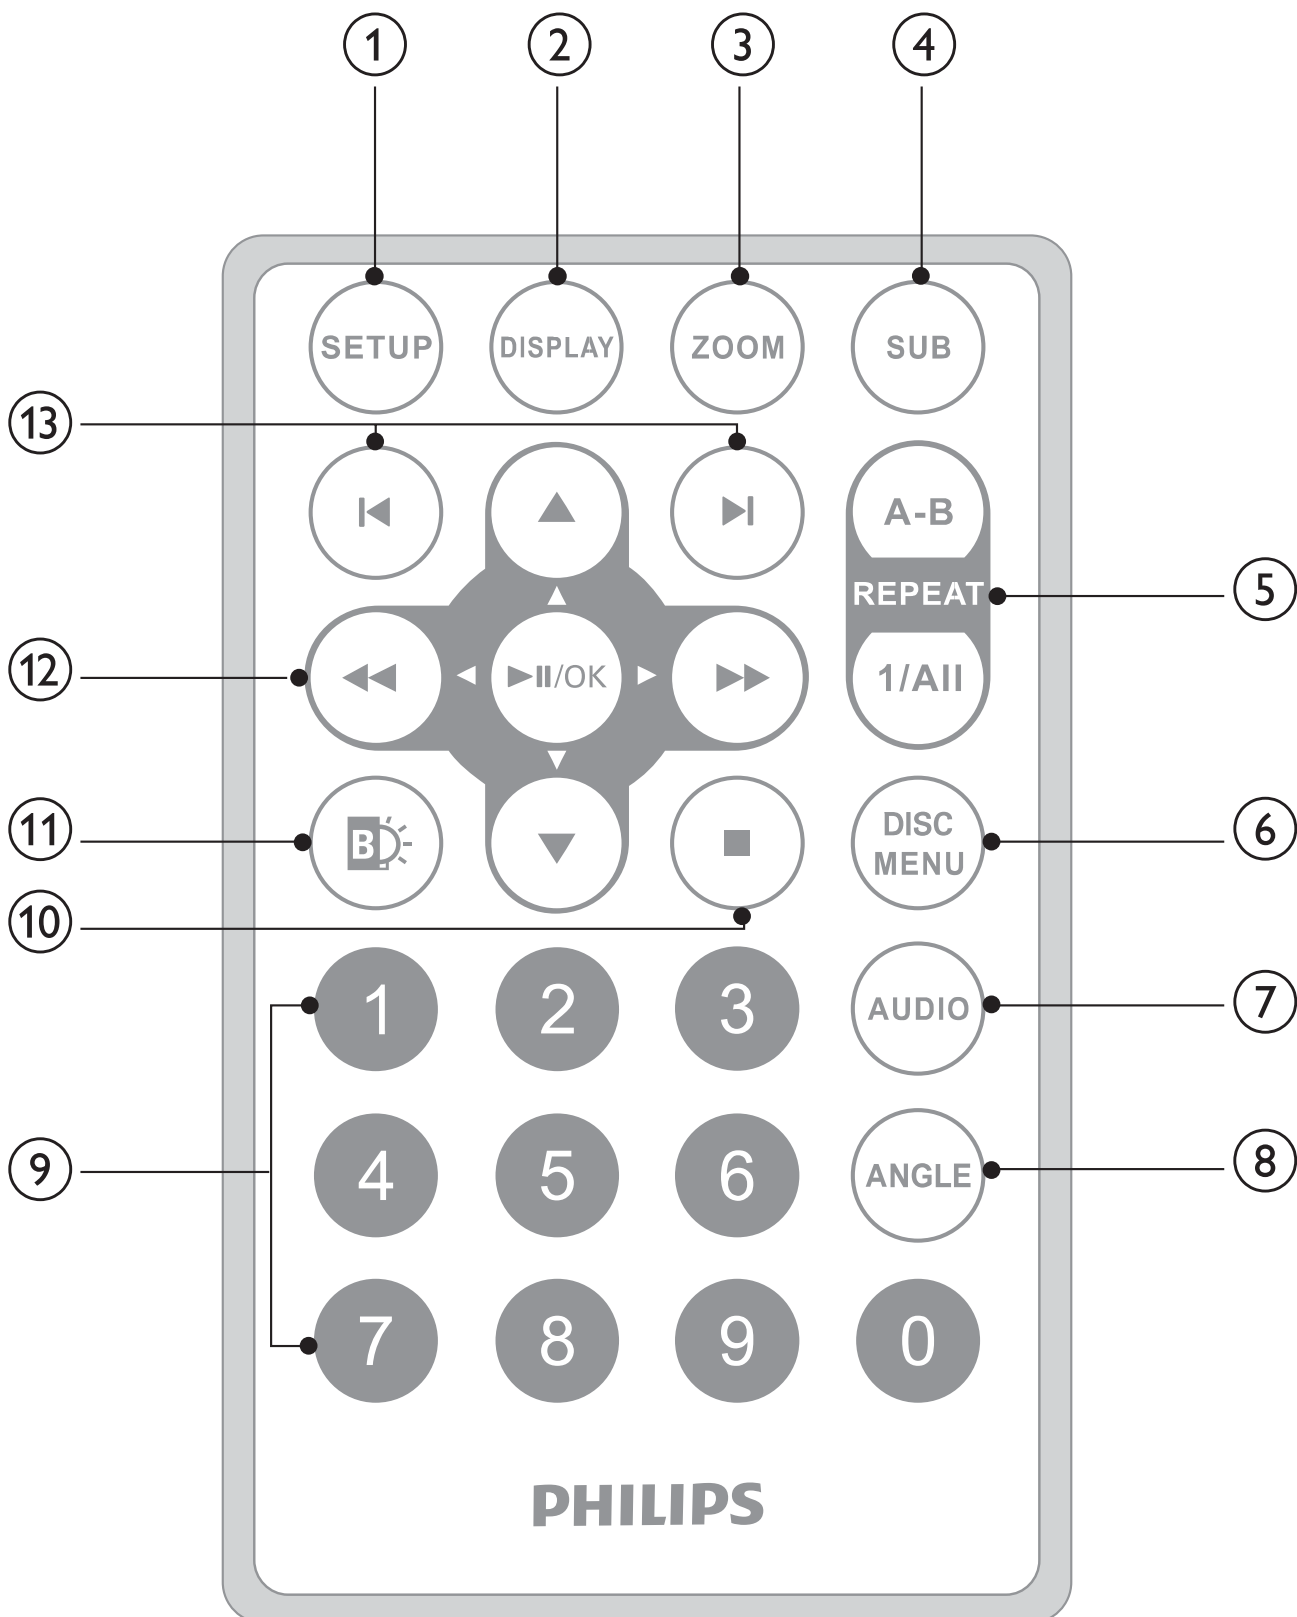 1 2 3 4
SETUP DISPLAY ZOOM SUB
13
A-B
REPEAT 5
12 /OK 1/All
11 B DISC MENU 6
10
1 2 3 AUDIO 7
9 4 5 6 ANGLE 8
7 8 9 0
PHILIPS